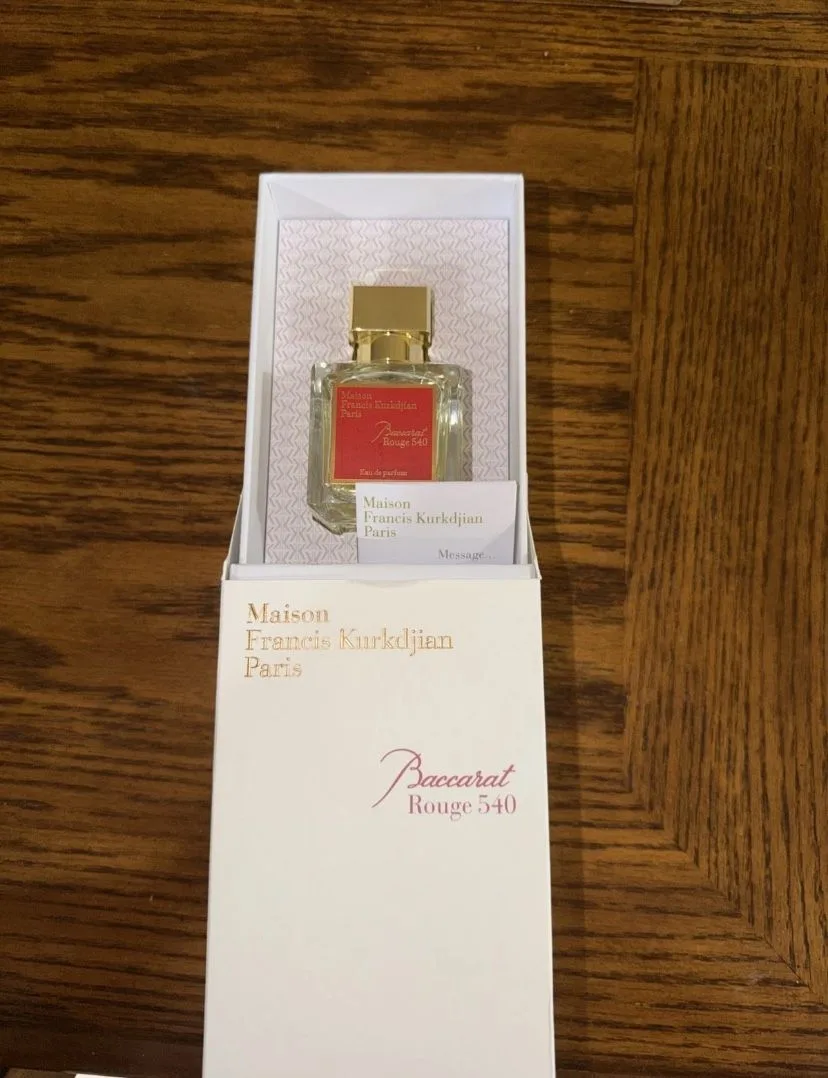 Maison
Francis Kurkdjian
Paris
Baccarat
Rouge 540
Eau de parfum
Maison
Francis Kurkdjian
Paris
Message...
Maison
Francis Kurkdjian
Paris
Baccarat
Rouge 540